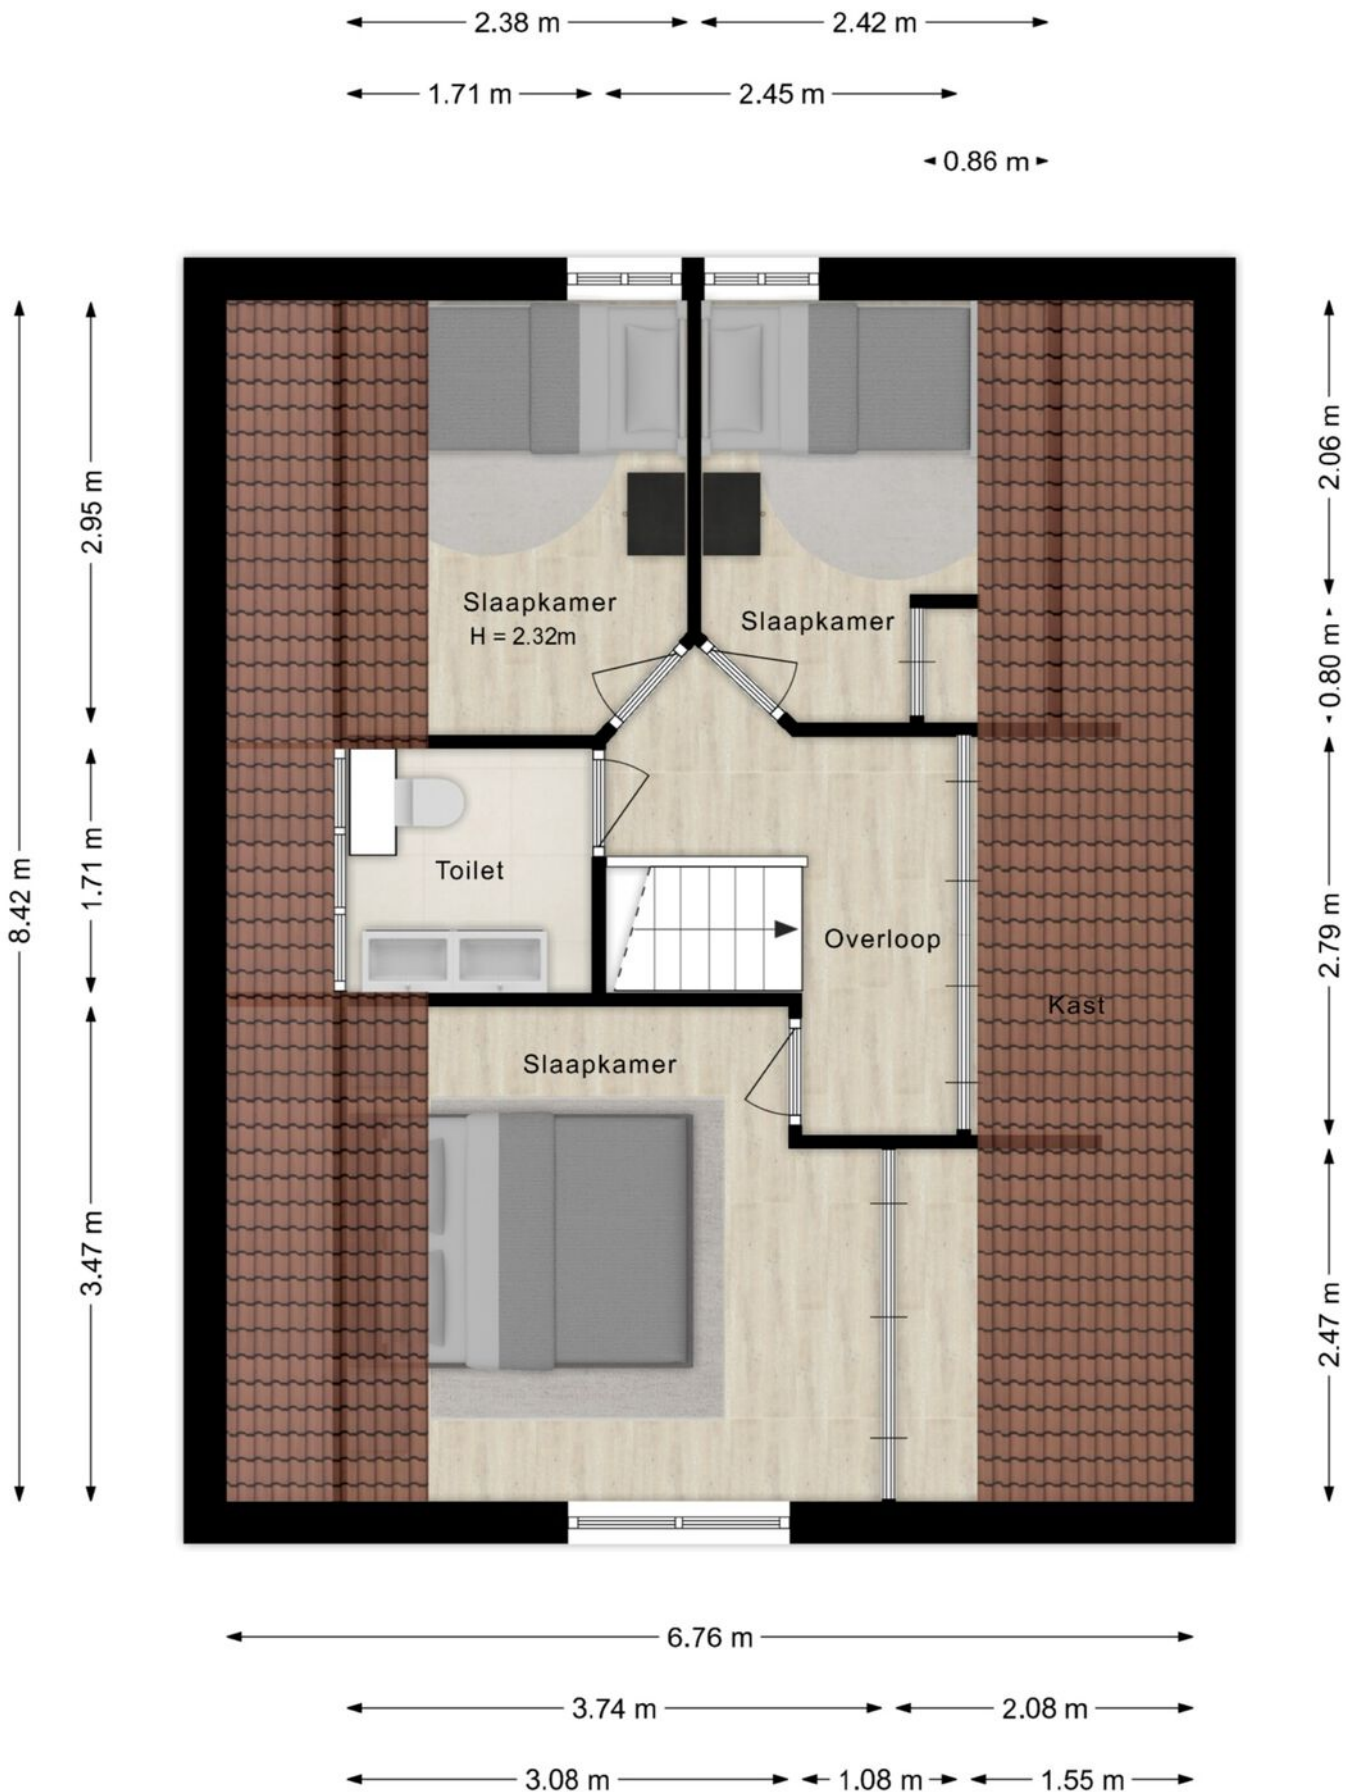 2.38 m
2.42 m
1.71 m
2.45 m
0.86 m
8.42 m
2.95 m
1.71 m
3.47 m
2.06 m
0.80 m
2.79 m
2.47 m
Slaapkamer
H = 2.32m
Slaapkamer
Toilet
Overloop
Kast
Slaapkamer
6.76 m
3.74 m
2.08 m
3.08 m
1.08 m
1.55 m